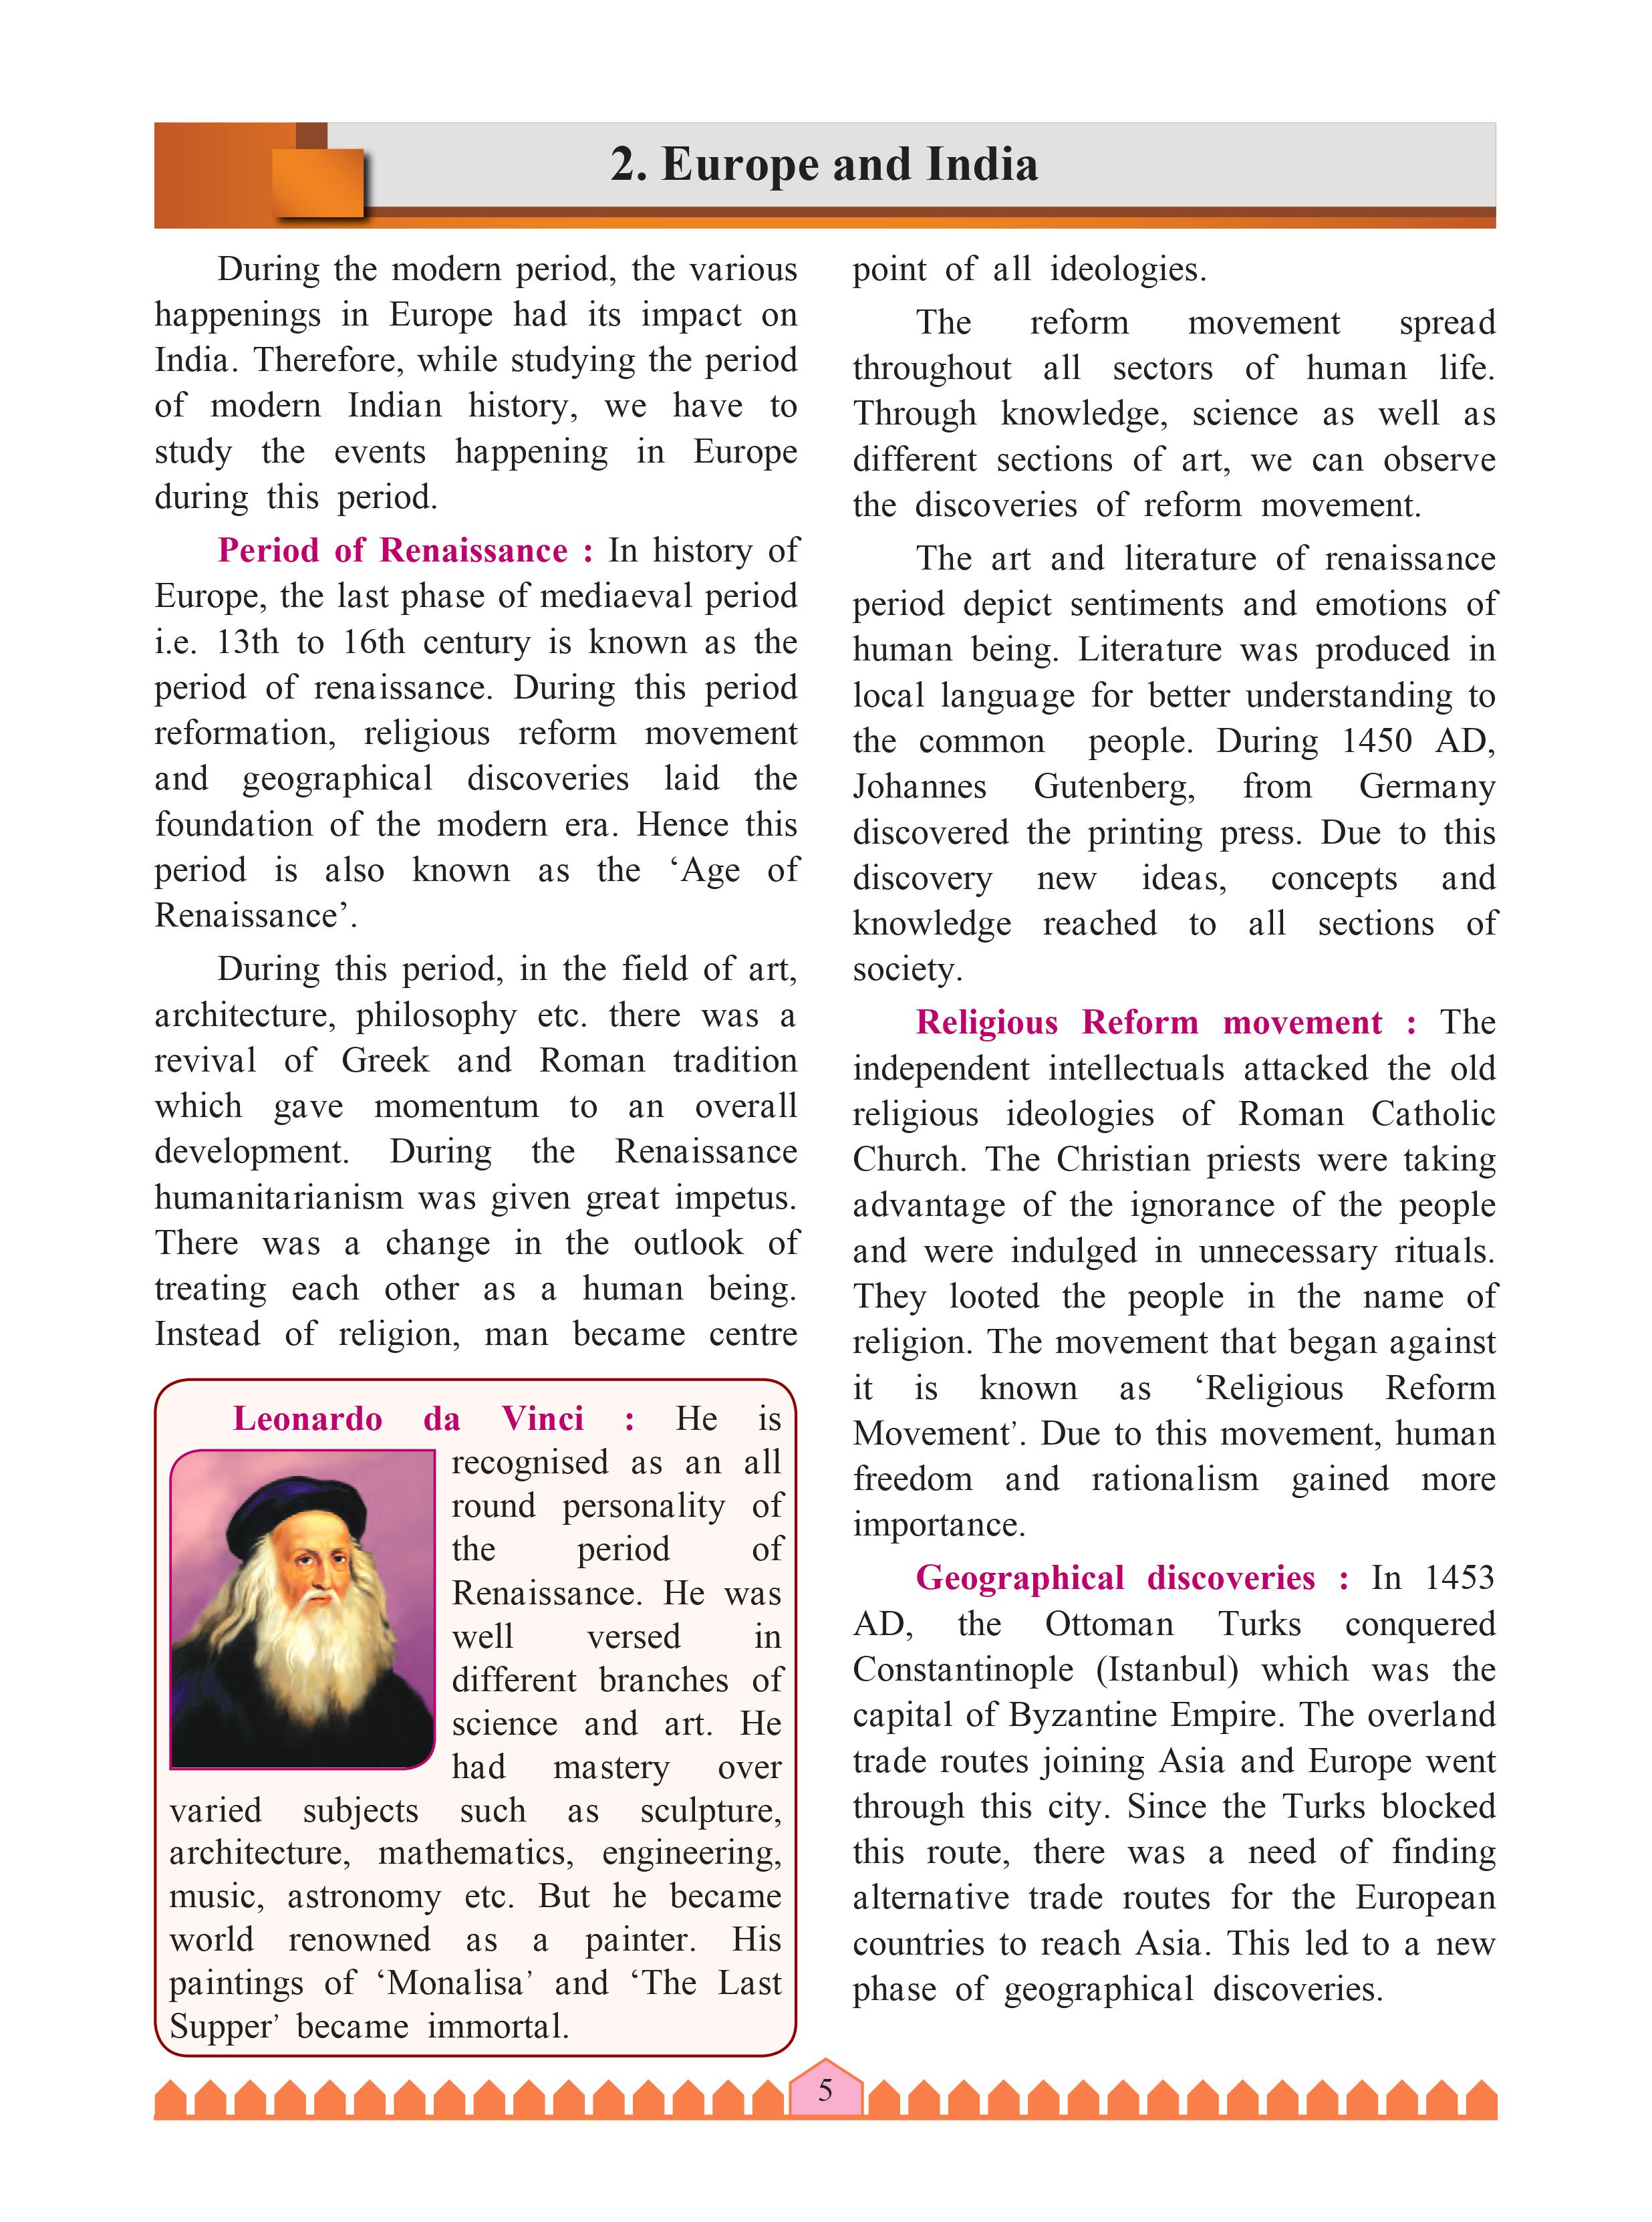 2. Europe and India
During the modern period, the various
happenings in Europe had its impact on
India. Therefore, while studying the period
of modern Indian history, we have to
study the events happening in Europe
during this period.
Period of Renaissance : In history of
Europe, the last phase of mediaeval period
i.e. 13th to 16th century is known as the
period of renaissance. During this period
reformation, religious reform movement
and geographical discoveries laid the
foundation of the modern era. Hence this
period is also known as the ‘Age of
Renaissance’.
During this period, in the field of art,
architecture, philosophy etc. there was a
revival of Greek and Roman tradition
which gave momentum to an overall
development. During the Renaissance
humanitarianism was given great impetus.
There was a change in the outlook of
treating each other as a human being.
Instead of religion, man became centre
Leonardo da Vinci : He is
recognised as an all
round personality of
the period of
Renaissance. He was
well versed in
different branches of
science and art. He
had mastery over
varied subjects such as sculpture,
architecture, mathematics, engineering,
music, astronomy etc. But he became
world renowned as a painter. His
paintings of ‘Monalisa’ and ‘The Last
Supper’ became immortal.
point of all ideologies.
The reform movement spread
throughout all sectors of human life.
Through knowledge, science as well as
different sections of art, we can observe
the discoveries of reform movement.
The art and literature of renaissance
period depict sentiments and emotions of
human being. Literature was produced in
local language for better understanding to
the common people. During 1450 AD,
Johannes Gutenberg, from Germany
discovered the printing press. Due to this
discovery new ideas, concepts and
knowledge reached to all sections of
society.
Religious Reform movement : The
independent intellectuals attacked the old
religious ideologies of Roman Catholic
Church. The Christian priests were taking
advantage of the ignorance of the people
and were indulged in unnecessary rituals.
They looted the people in the name of
religion. The movement that began against
it is known as ‘Religious Reform
Movement’. Due to this movement, human
freedom and rationalism gained more
importance.
Geographical discoveries : In 1453
AD, the Ottoman Turks conquered
Constantinople (Istanbul) which was the
capital of Byzantine Empire. The overland
trade routes joining Asia and Europe went
through this city. Since the Turks blocked
this route, there was a need of finding
alternative trade routes for the European
countries to reach Asia. This led to a new
phase of geographical discoveries.
5